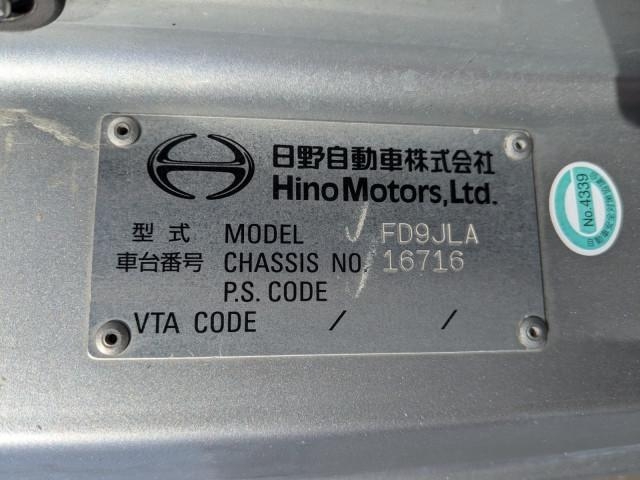 日野自動車株式会社
Hino Motors, Ltd.
型式 MODEL FD9JLA
車台番号 CHASSIS NO. 16716
P.S. CODE
VTA CODE / /
No.4339